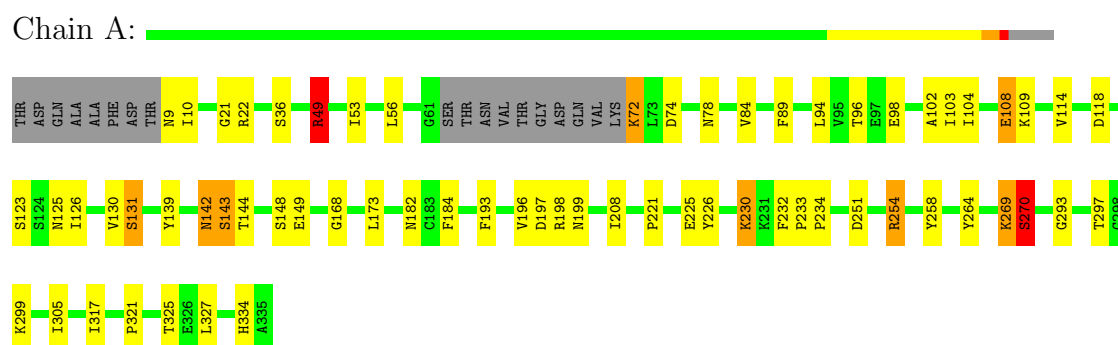 Chain A:
THR ASP GLN ALA ALA PHE ASP THR N9 I10 G21 R22 S36 R49 I53 L56 G61 SER THR ASN VAL THR GLY ASP GLN VAL LYS K72 L73 D74 N78 V84 F89 L94 V95 T96 E97 E98 A102 I103 I104 E108 K109 V114 D118
S123 S124 N125 I126 V130 S131 Y139 N142 S143 T144 S148 E149 G168 L173 N182 C183 F184 F193 V196 D197 R198 N199 I208 P221 E225 Y226 K230 K231 F232 P233 P234 D251 R254 Y258 Y264 K269 S270 G293 T297
K299 I305 I317 P321 T325 E326 L327 H334 A335